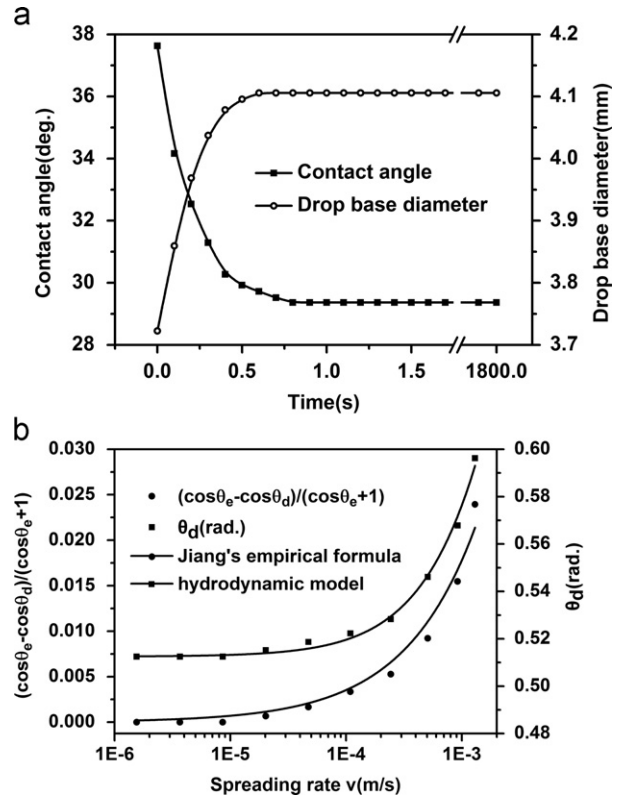 a
38
36
34
32
30
28
Contact angle(deg.)
4.2
4.1
4.0
3.9
3.8
3.7
Drop base diameter(mm)
Contact angle
Drop base diameter
0.0 0.5 1.0 1.5 1800.0
Time(s)
b
0.030
0.025
0.020
0.015
0.010
0.005
0.000
(cosθe-cosθd)/(cosθe+1)
0.60
0.58
0.56
0.54
0.52
0.50
0.48
θd(rad.)
(cosθe-cosθd)/(cosθe+1)
θd(rad.)
Jiang's empirical formula
hydrodynamic model
1E-6 1E-5 1E-4 1E-3
Spreading rate v(m/s)